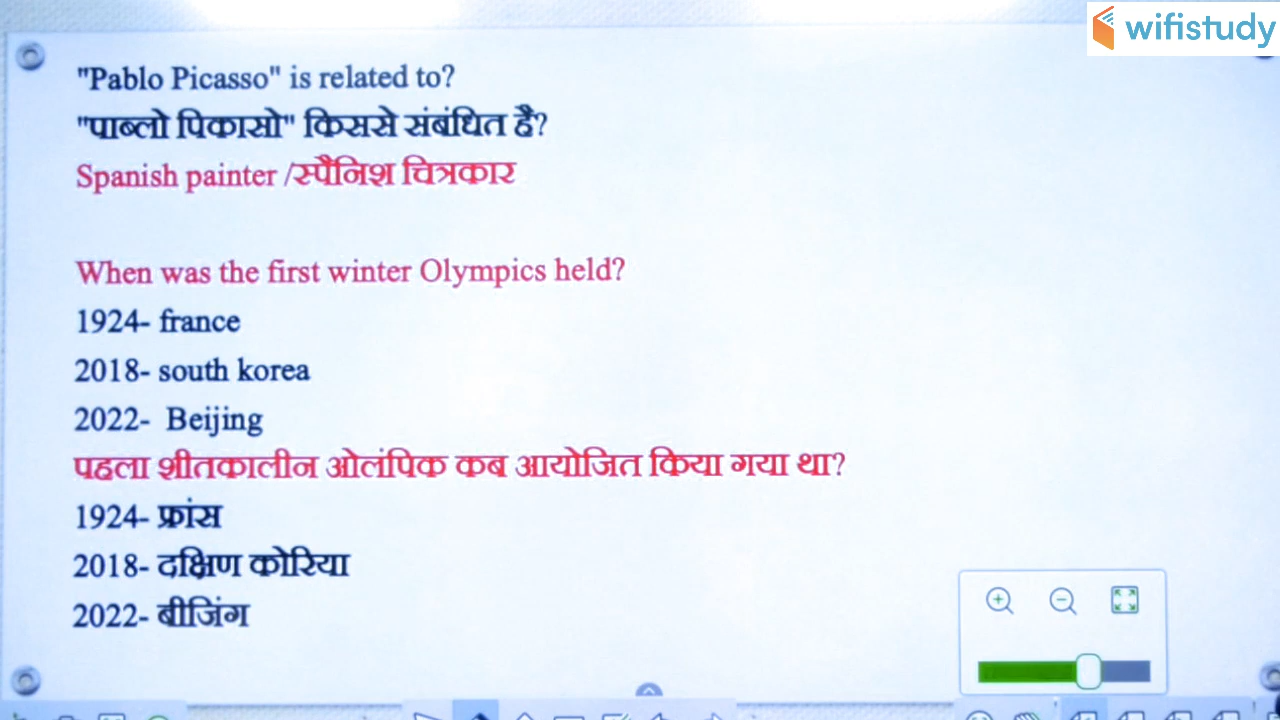 wifistudy
"Pablo Picasso" is related to?
"पाब्लो पिकासो" किससे संबंधित है?
Spanish painter /स्पैनिश चित्रकार
When was the first winter Olympics held?
1924- france
2018- south korea
2022- Beijing
पहला शीतकालीन ओलंपिक कब आयोजित किया गया था?
1924- फ्रांस
2018- दक्षिण कोरिया
2022- बीजिंग